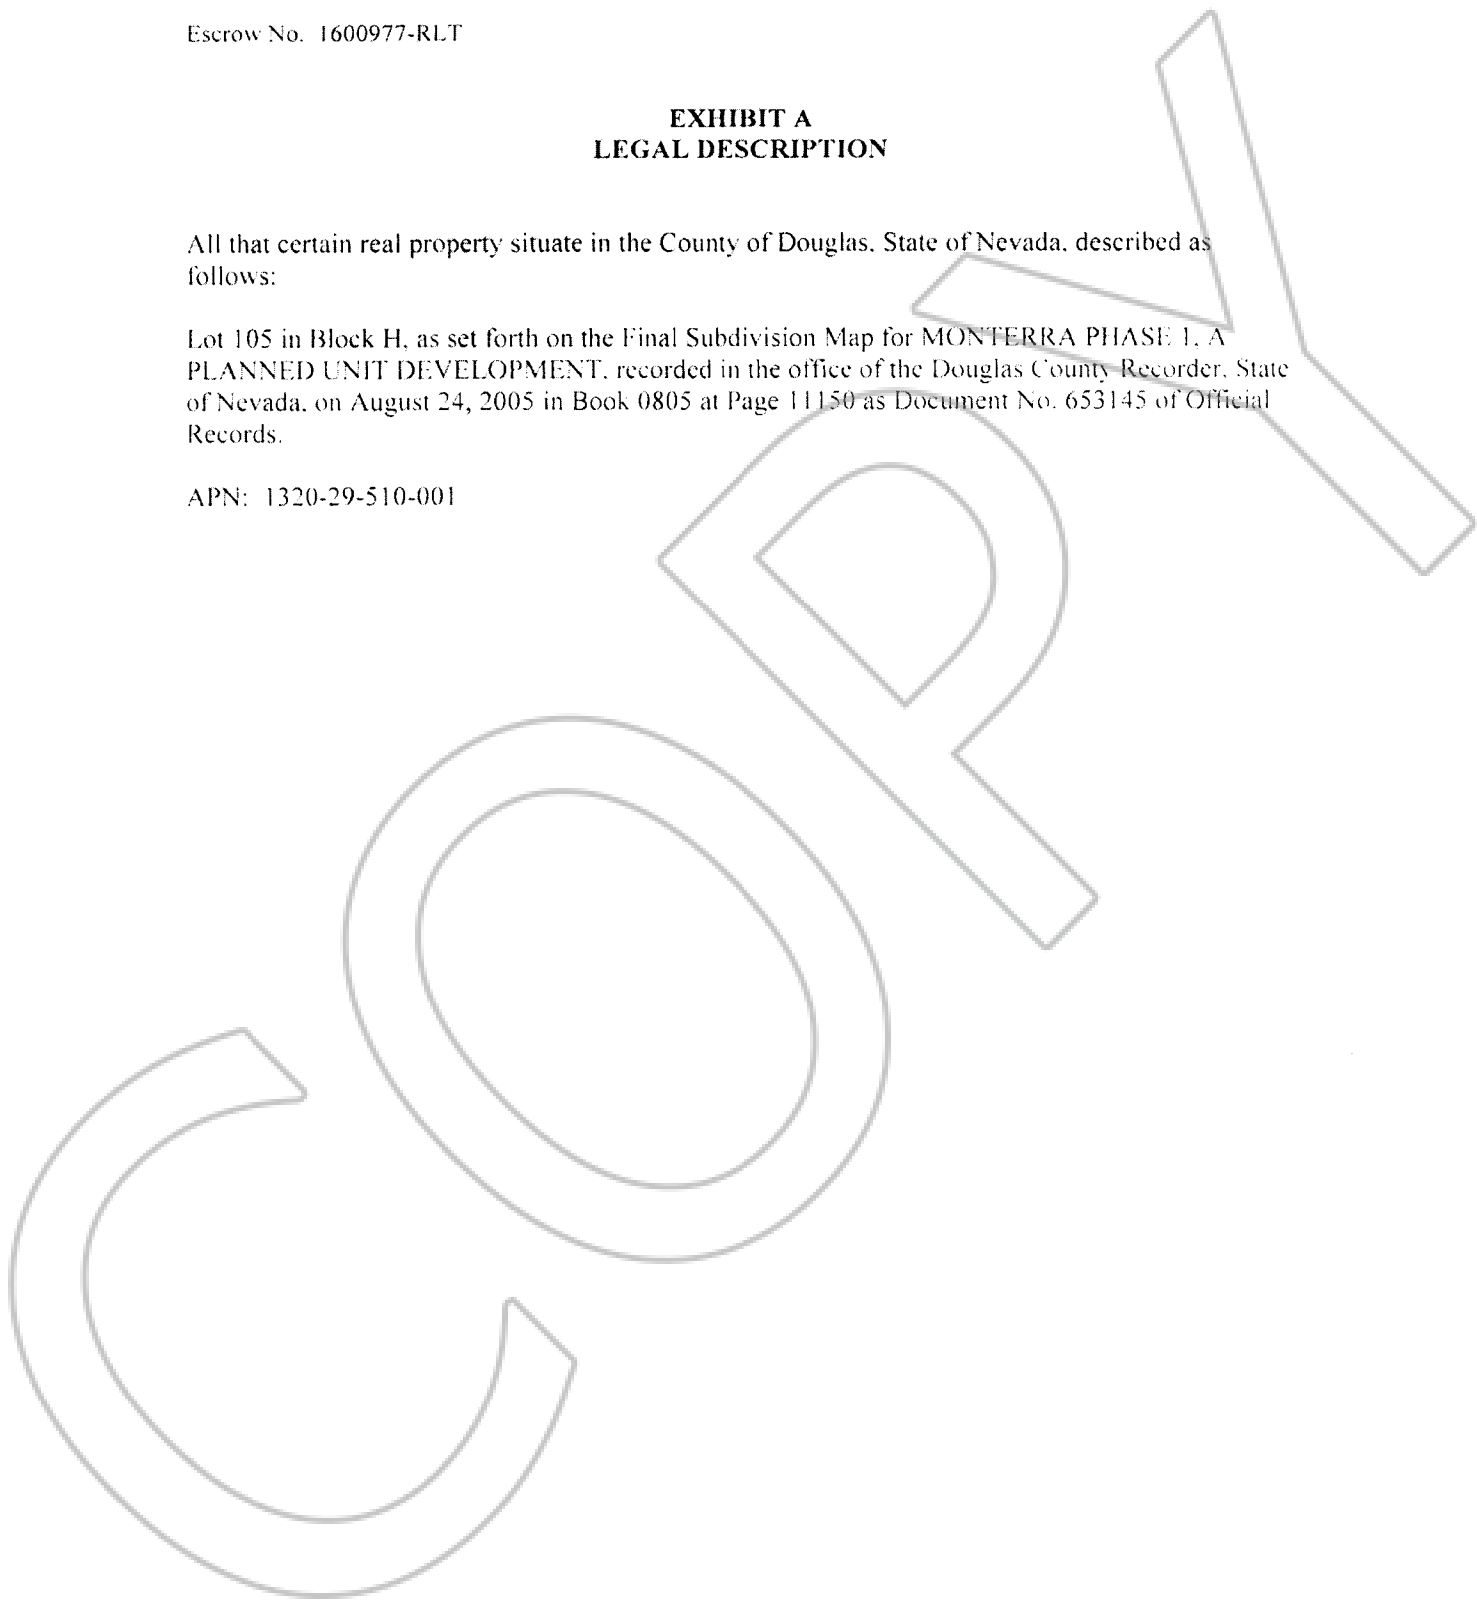 Escrow No. 1600977-RLT
EXHIBIT A
LEGAL DESCRIPTION
All that certain real property situate in the County of Douglas, State of Nevada, described as
follows:
Lot 105 in Block H, as set forth on the Final Subdivision Map for MONTERRA PHASE 1, A
PLANNED UNIT DEVELOPMENT, recorded in the office of the Douglas County Recorder, State
of Nevada, on August 24, 2005 in Book 0805 at Page 11150 as Document No. 653145 of Official
Records.
APN: 1320-29-510-001
COPY